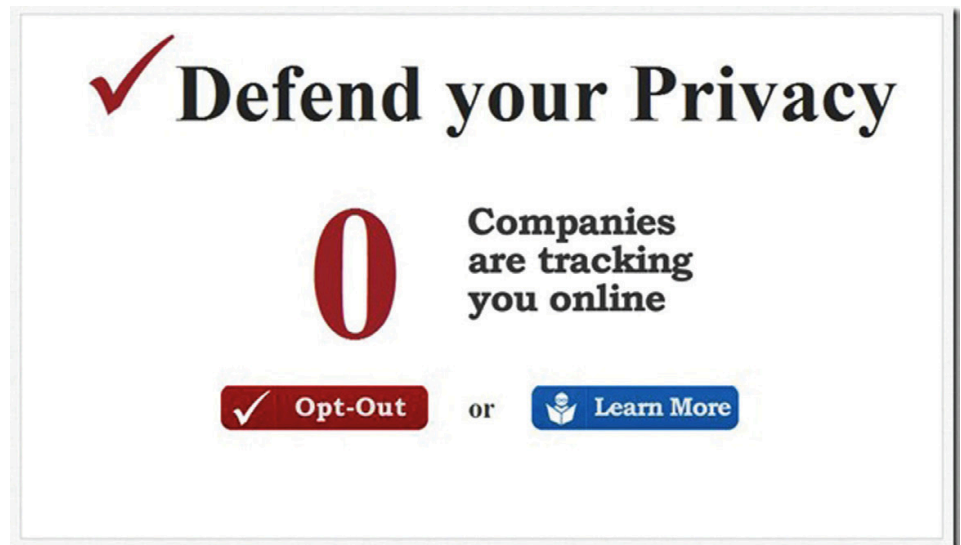 Defend your Privacy
0
Companies
are tracking
you online
Opt-Out or Learn More